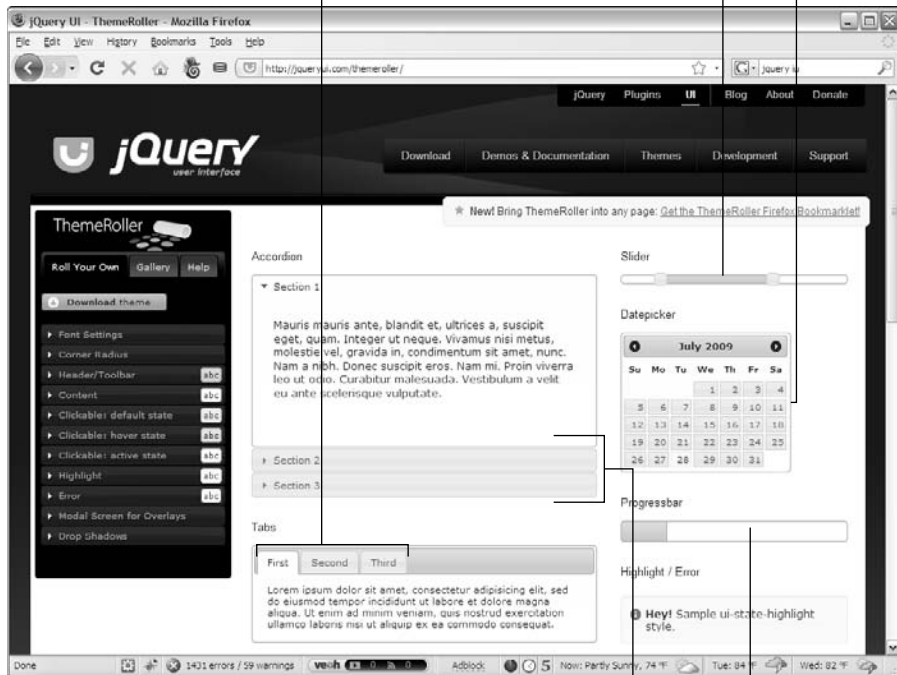 jQuery UI - ThemeRoller - Mozilla Firefox
File Edit View History Bookmarks Tools Help
http://jqueryui.com/themeroller/
jquery iu
jQuery Plugins UI Blog About Donate
jQuery
user interface
Download Demos & Documentation Themes Development Support
New! Bring ThemeRoller into any page: Get the ThemeRoller Firefox Bookmarklet!
ThemeRoller
Roll Your Own Gallery Help
Download theme
Font Settings
Corner Radius
Header/Toolbar abc
Content abc
Clickable: default state abc
Clickable: hover state abc
Clickable: active state abc
Highlight abc
Error abc
Modal Screen for Overlays
Drop Shadows
Accordion
Section 1
Mauris mauris ante, blandit et, ultrices a, suscipit
eget, quam. Integer ut neque. Vivamus nisi metus,
molestie vel, gravida in, condimentum sit amet, nunc.
Nam a nibh. Donec suscipit eros. Nam mi. Proin viverra
leo ut odio. Curabitur malesuada. Vestibulum a velit
eu ante scelerisque vulputate.
Section 2
Section 3
Tabs
First Second Third
Lorem ipsum dolor sit amet, consectetur adipisicing elit, sed
do eiusmod tempor incididunt ut labore et dolore magna
aliqua. Ut enim ad minim veniam, quis nostrud exercitation
ullamco laboris nisi ut aliquip ex ea commodo consequat.
Slider
Datepicker
July 2009
Su Mo Tu We Th Fr Sa
1 2 3 4
5 6 7 8 9 10 11
12 13 14 15 16 17 18
19 20 21 22 23 24 25
26 27 28 29 30 31
Progressbar
Highlight / Error
Hey! Sample ui-state-highlight
style.
Done 1431 errors / 59 warnings veoh 0 0 Adblock 5 Now: Partly Sunny, 74 °F Tue: 84 °F Wed: 82 °F